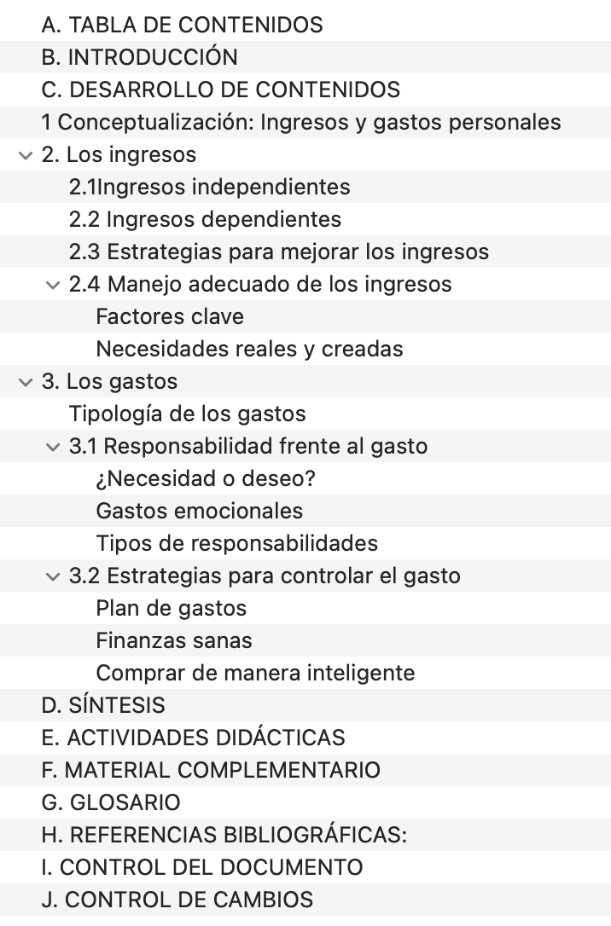 A. TABLA DE CONTENIDOS
B. INTRODUCCIÓN
C. DESARROLLO DE CONTENIDOS
1 Conceptualización: Ingresos y gastos personales
2. Los ingresos
2.1Ingresos independientes
2.2 Ingresos dependientes
2.3 Estrategias para mejorar los ingresos
2.4 Manejo adecuado de los ingresos
Factores clave
Necesidades reales y creadas
3. Los gastos
Tipología de los gastos
3.1 Responsabilidad frente al gasto
¿Necesidad o deseo?
Gastos emocionales
Tipos de responsabilidades
3.2 Estrategias para controlar el gasto
Plan de gastos
Finanzas sanas
Comprar de manera inteligente
D. SÍNTESIS
E. ACTIVIDADES DIDÁCTICAS
F. MATERIAL COMPLEMENTARIO
G. GLOSARIO
H. REFERENCIAS BIBLIOGRÁFICAS:
I. CONTROL DEL DOCUMENTO
J. CONTROL DE CAMBIOS